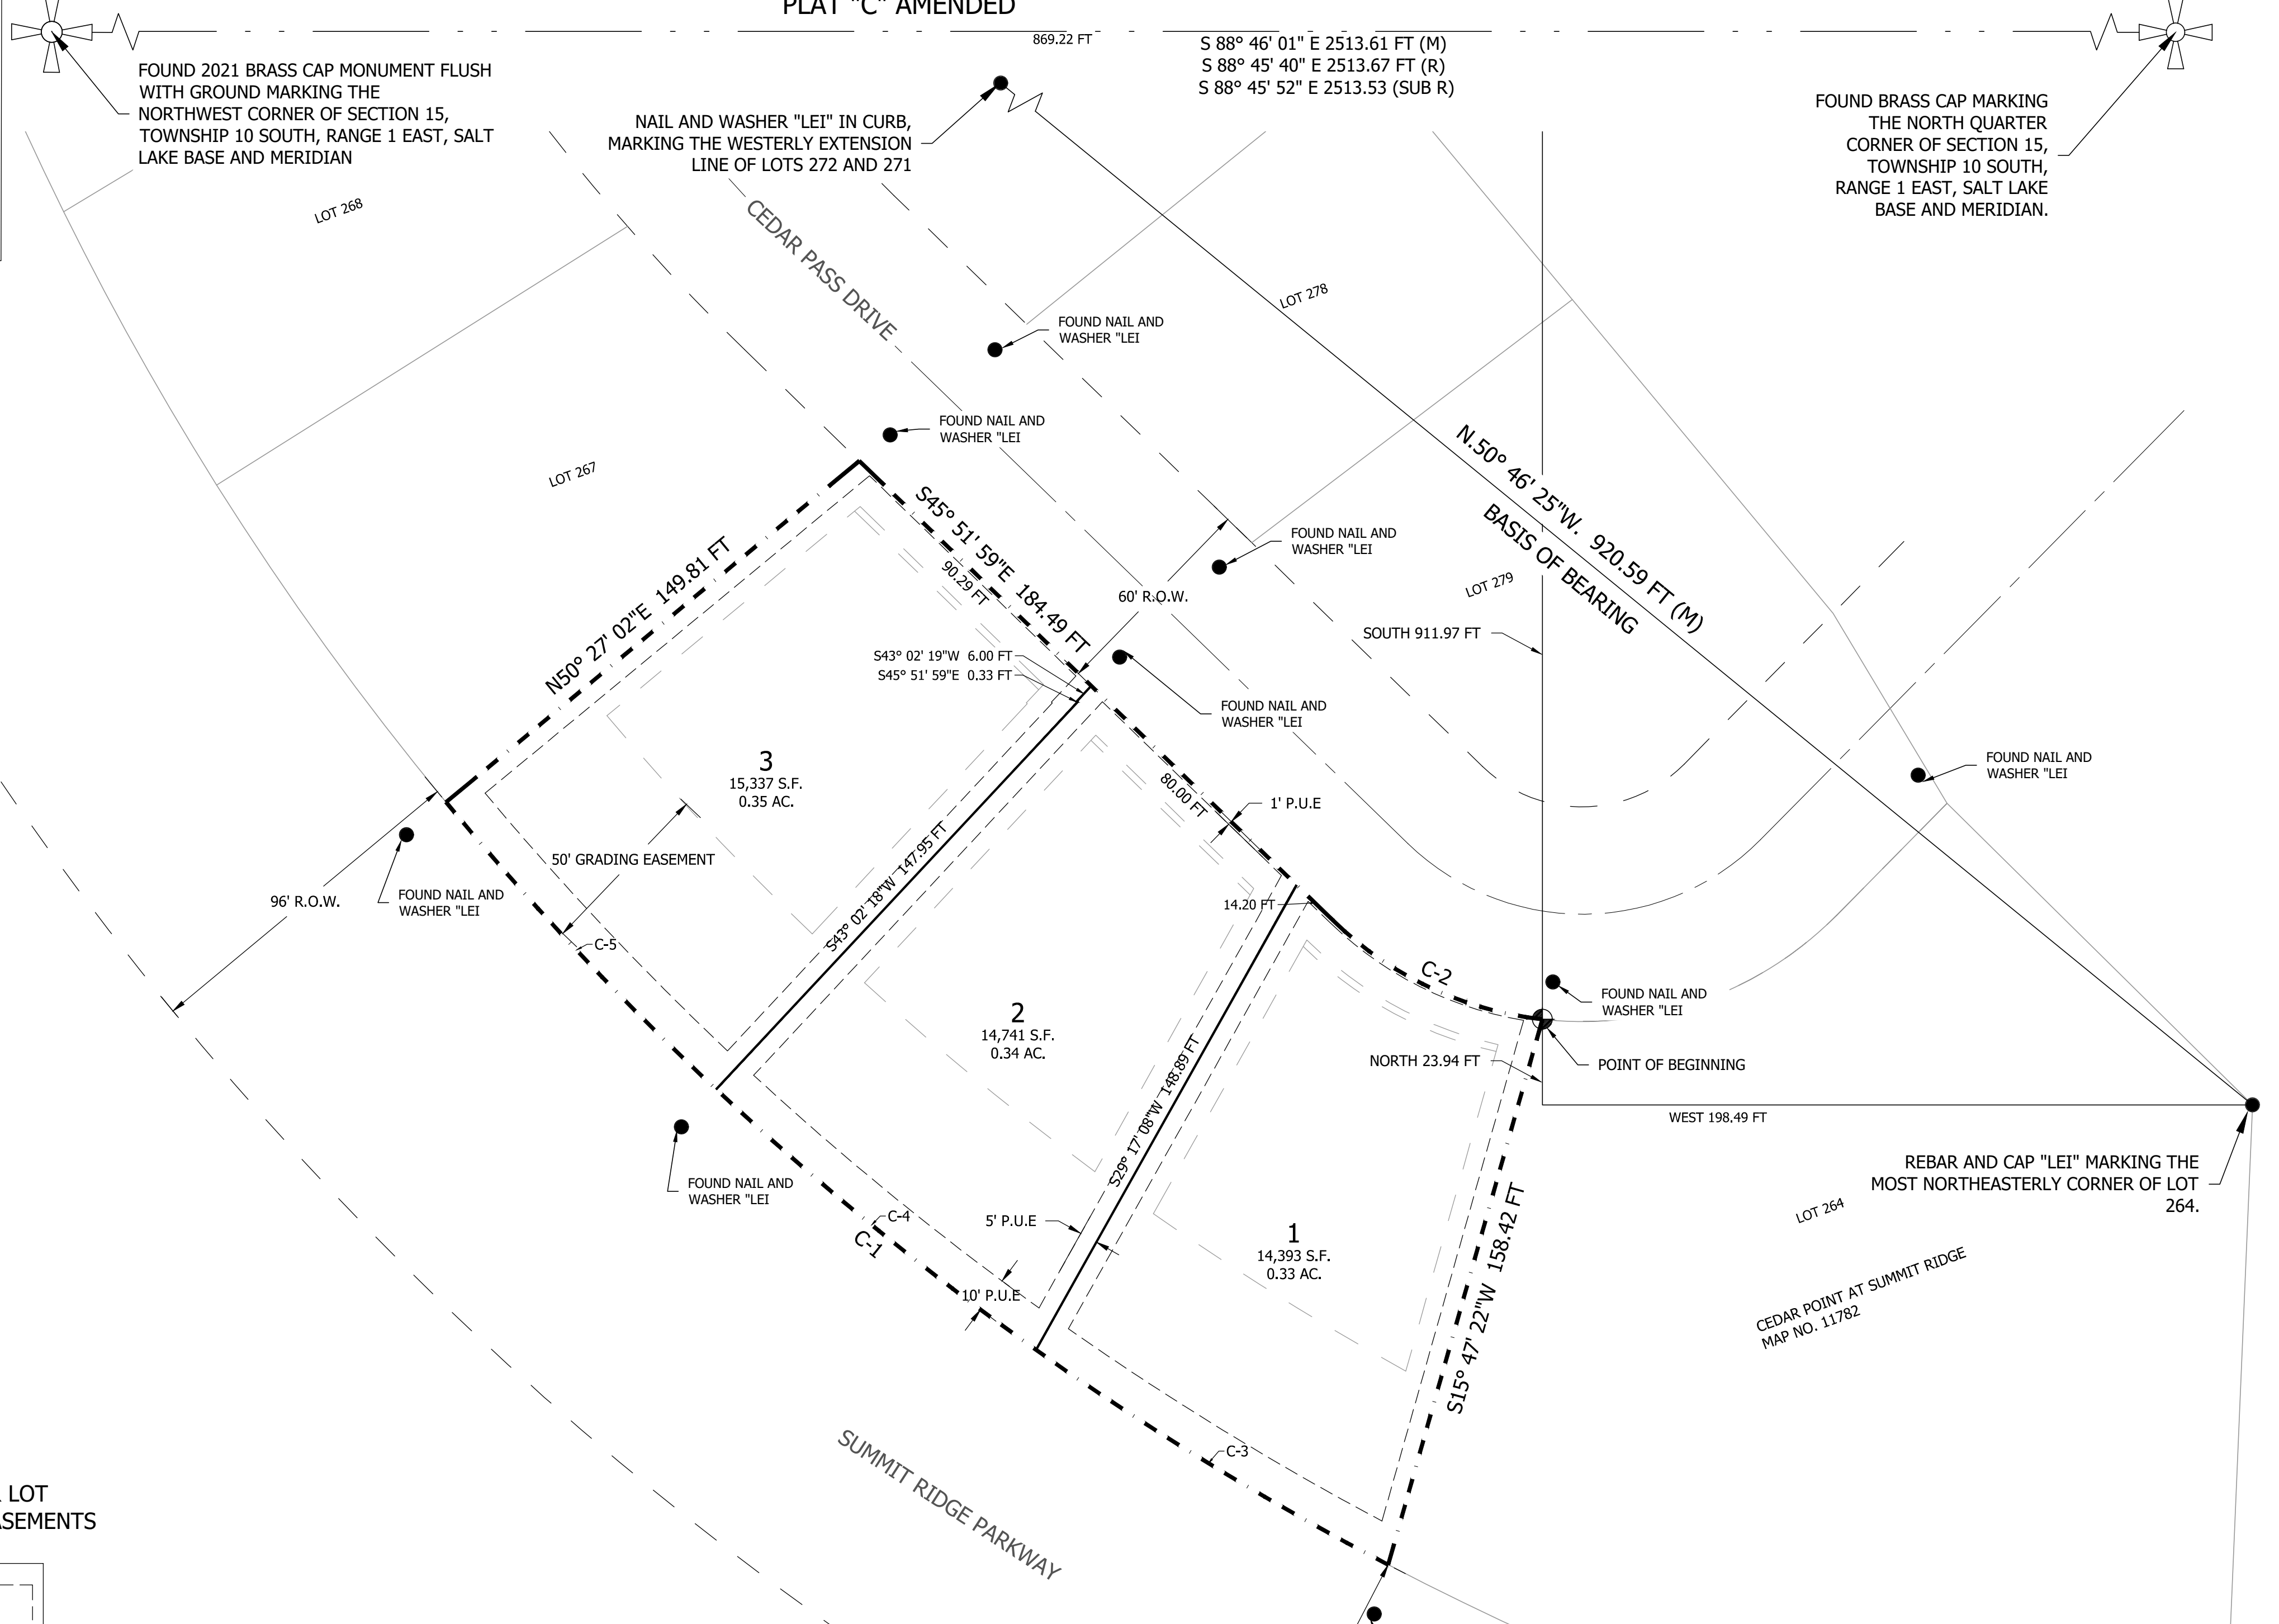 PLAT "C" AMENDED
869.22 FT
S 88° 46' 01" E 2513.61 FT (M)
S 88° 45' 40" E 2513.67 FT (R)
S 88° 45' 52" E 2513.53 (SUB R)
FOUND 2021 BRASS CAP MONUMENT FLUSH
WITH GROUND MARKING THE
NORTHWEST CORNER OF SECTION 15,
TOWNSHIP 10 SOUTH, RANGE 1 EAST, SALT
LAKE BASE AND MERIDIAN
NAIL AND WASHER "LEI" IN CURB,
MARKING THE WESTERLY EXTENSION
LINE OF LOTS 272 AND 271
FOUND BRASS CAP MARKING
THE NORTH QUARTER
CORNER OF SECTION 15,
TOWNSHIP 10 SOUTH,
RANGE 1 EAST, SALT LAKE
BASE AND MERIDIAN.
LOT 268
CEDAR PASS DRIVE
LOT 278
FOUND NAIL AND
WASHER "LEI
FOUND NAIL AND
WASHER "LEI
LOT 267
N.50° 46' 25"W. 920.59 FT (M)
BASIS OF BEARING
S45° 51' 59"E 184.49 FT
90.29 FT
FOUND NAIL AND
WASHER "LEI
LOT 279
60' R.O.W.
N50° 27' 02"E 149.81 FT
SOUTH 911.97 FT
S43° 02' 19"W 6.00 FT
S45° 51' 59"E 0.33 FT
FOUND NAIL AND
WASHER "LEI
FOUND NAIL AND
WASHER "LEI
3
15,337 S.F.
0.35 AC.
80.00 FT
1' P.U.E
50' GRADING EASEMENT
S43° 02' 18"W 147.95 FT
96' R.O.W.
FOUND NAIL AND
WASHER "LEI
14.20 FT
C-5
C-2
FOUND NAIL AND
WASHER "LEI
2
14,741 S.F.
0.34 AC.
NORTH 23.94 FT
POINT OF BEGINNING
S29° 17' 08"W 148.89 FT
WEST 198.49 FT
FOUND NAIL AND
WASHER "LEI
REBAR AND CAP "LEI" MARKING THE
MOST NORTHEASTERLY CORNER OF LOT
264.
LOT 264
C-4
C-1
5' P.U.E
1
14,393 S.F.
0.33 AC.
10' P.U.E
S15° 47' 22"W 158.42 FT
CEDAR POINT AT SUMMIT RIDGE
MAP NO. 11782
C-3
SUMMIT RIDGE PARKWAY
LOT
ASEMENTS